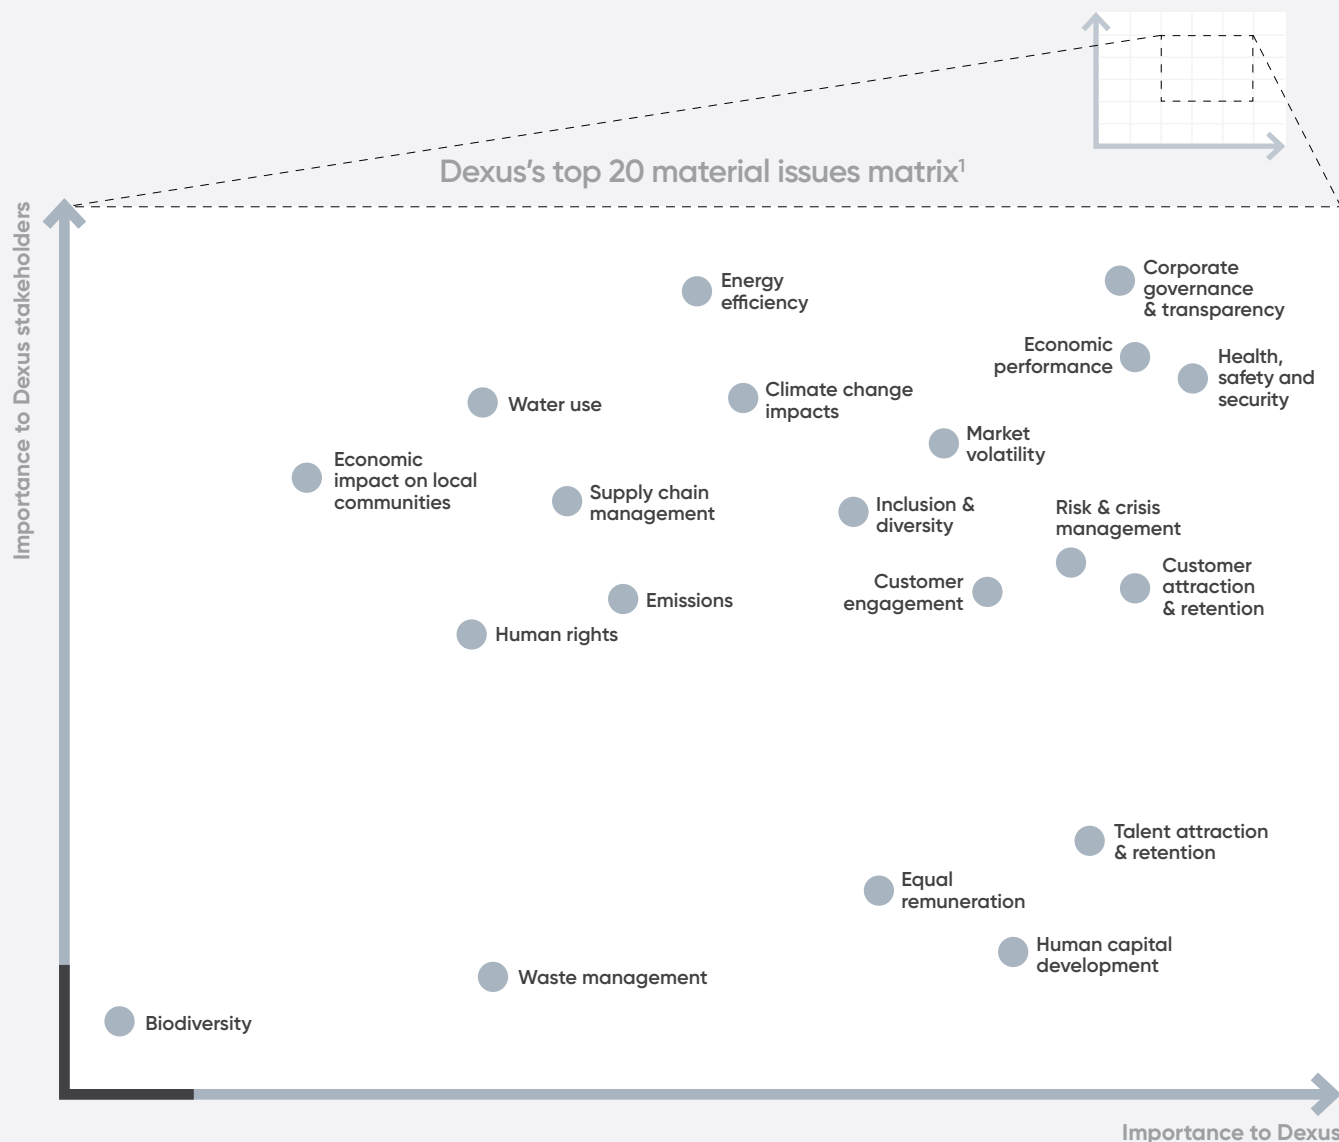 Dexus's top 20 material issues matrix1
Importance to Dexus stakeholders
Energy
efficiency
Corporate
governance
& transparency
Economic
performance
Health,
safety and
security
Water use
Climate change
impacts
Market
volatility
Economic
impact on local
communities
Supply chain
management
Inclusion &
diversity
Risk & crisis
management
Customer
engagement
Customer
attraction
& retention
Emissions
Human rights
Talent attraction
& retention
Equal
remuneration
Human capital
development
Waste management
Biodiversity
Importance to Dexus